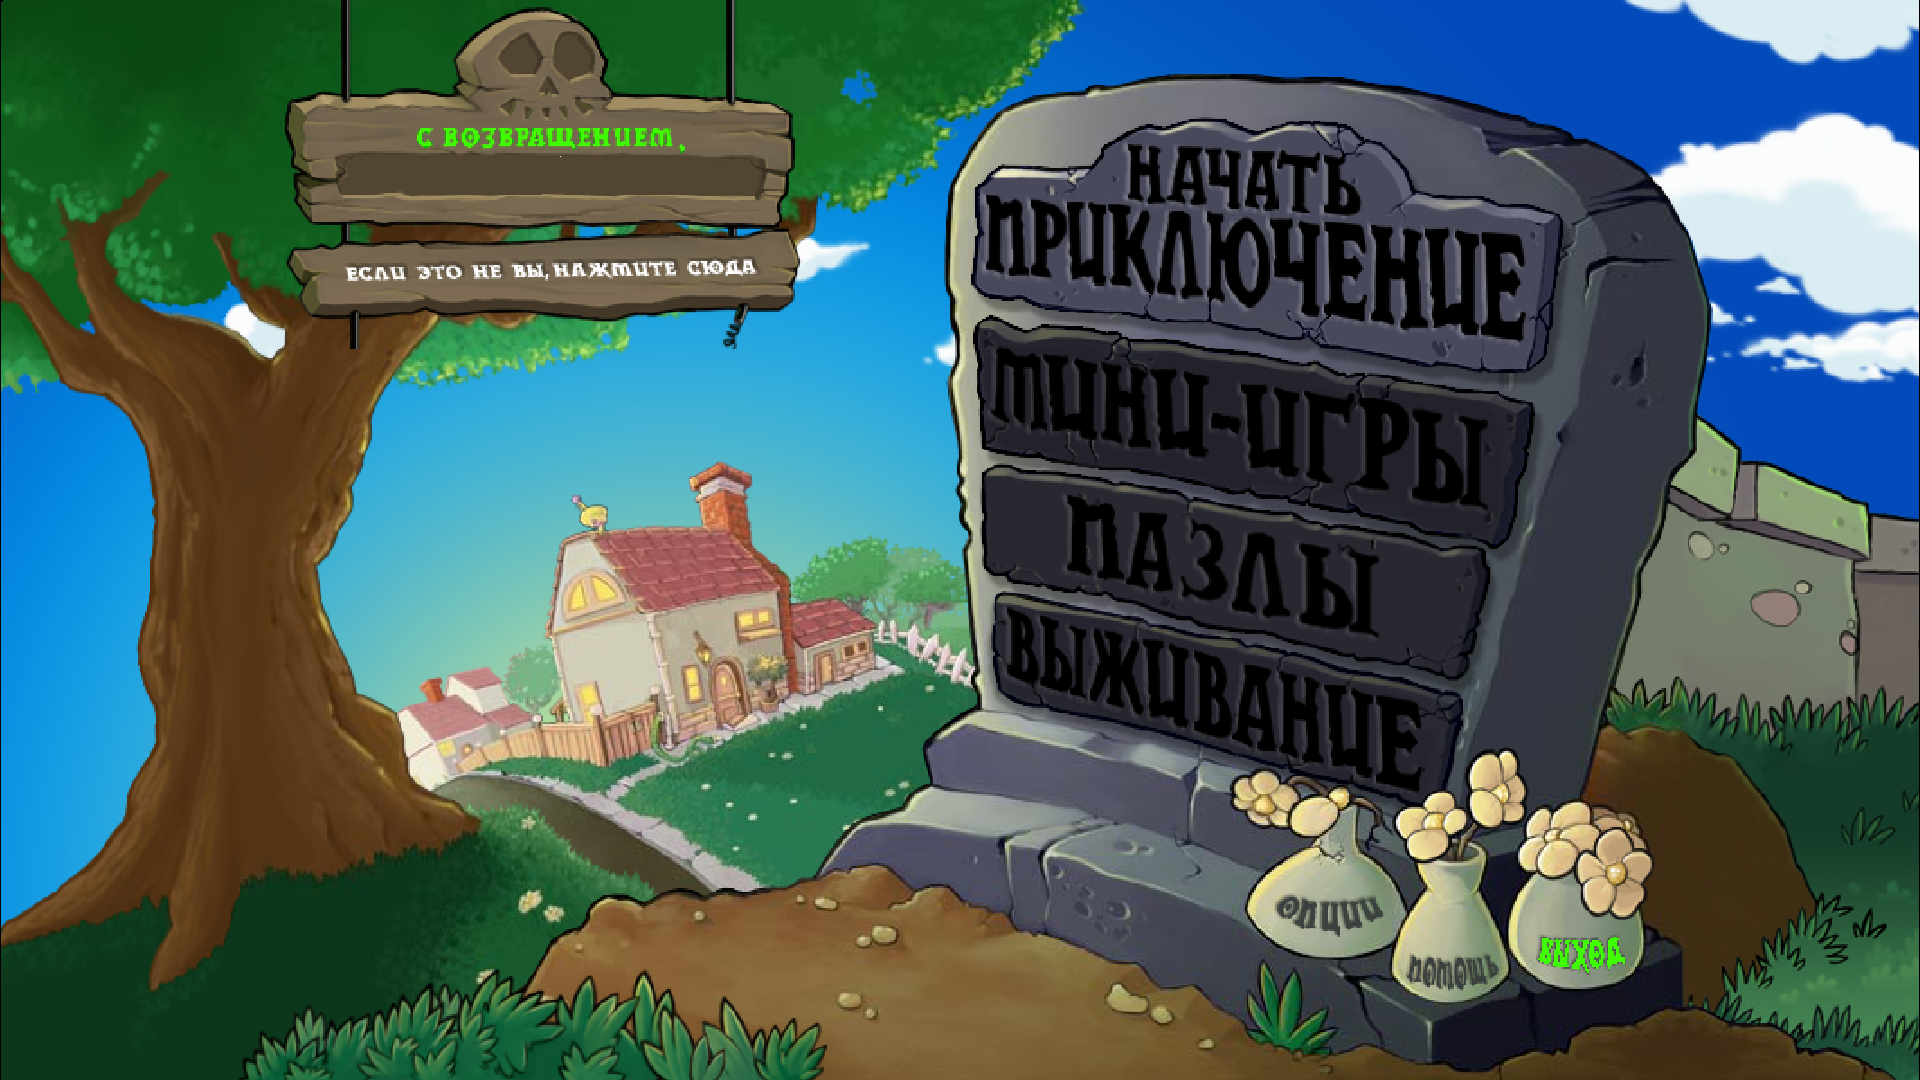 С ВОЗВРАЩЕНИЕМ,
ЕСЛИ ЭТО НЕ ВЫ, НАЖМИТЕ СЮДА
НАЧАТЬ
ПРИКЛЮЧЕНИЕ
МИНИ-ИГРЫ
ПАЗЛЫ
ВЫЖИВАНИЕ
ОПЦИИ
ПОМОЩЬ
ВЫХОД